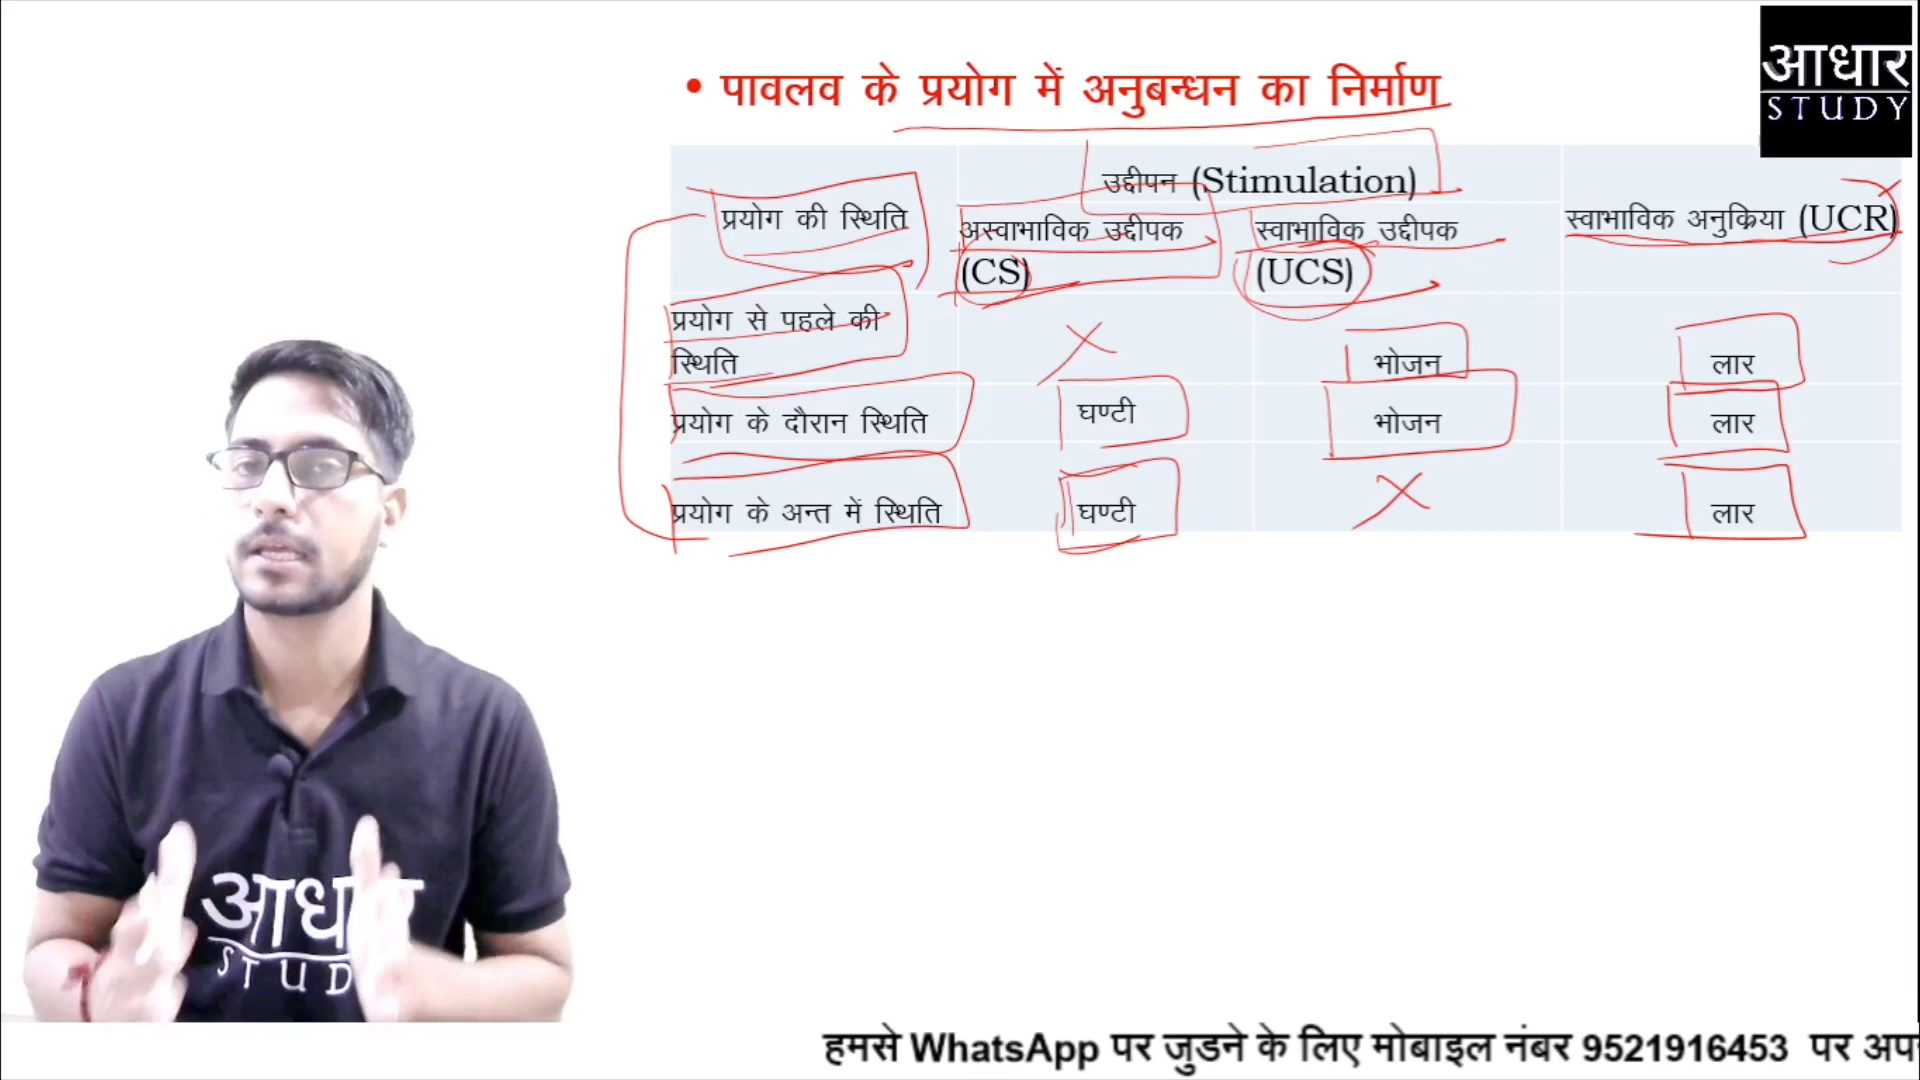 आधार
STUDY
• पावलव के प्रयोग में अनुबन्धन का निर्माण
प्रयोग की स्थिति
उद्दीपन (Stimulation)
स्वाभाविक अनुक्रिया (UCR)
अस्वाभाविक उद्दीपक
(CS)
स्वाभाविक उद्दीपक
(UCS)
प्रयोग से पहले की
स्थिति
भोजन
लार
प्रयोग के दौरान स्थिति
घण्टी
भोजन
लार
प्रयोग के अन्त में स्थिति
घण्टी
लार
STUD
हमसे WhatsApp पर जुडने के लिए मोबाइल नंबर 9521916453 पर